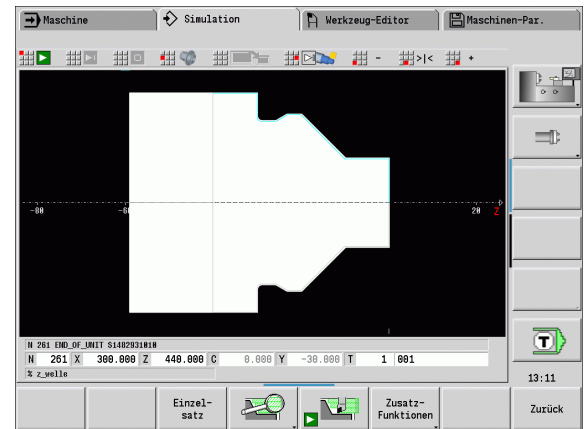 Maschine
Simulation
Werkzeug-Editor
Maschinen-Par.
- >|< +
-80 -60 20 Z
N 261 END_OF_UNIT S1482931010
N 261 X 300.000 Z 440.000 C 0.000 Y -30.000 T 1 001
% z_welle
T
13:11
Einzel-
satz
Zusatz-
Funktionen
Zurück